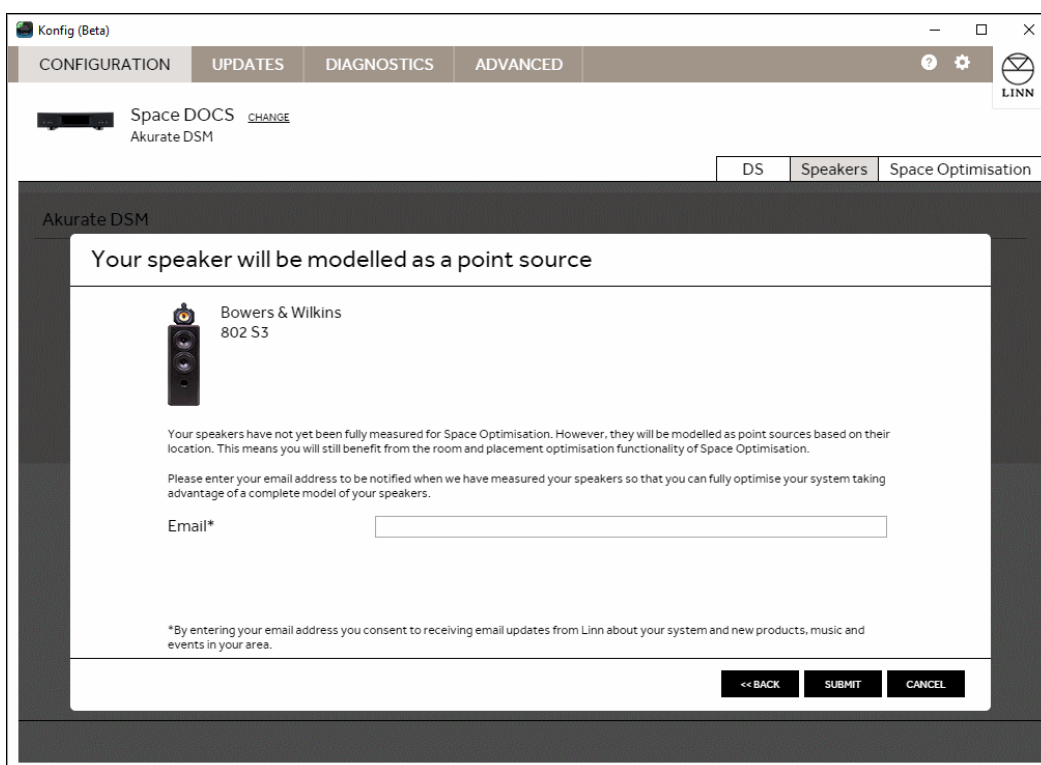 Konfig (Beta)
CONFIGURATION UPDATES DIAGNOSTICS ADVANCED ?
LINN
Space DOCS CHANGE
Akurate DSM
DS Speakers Space Optimisation
Akurate DSM
Your speaker will be modelled as a point source
Bowers & Wilkins
802 S3
Your speakers have not yet been fully measured for Space Optimisation. However, they will be modelled as point sources based on their
location. This means you will still benefit from the room and placement optimisation functionality of Space Optimisation.
Please enter your email address to be notified when we have measured your speakers so that you can fully optimise your system taking
advantage of a complete model of your speakers.
Email*
*By entering your email address you consent to receiving email updates from Linn about your system and new products, music and
events in your area.
<< BACK SUBMIT CANCEL